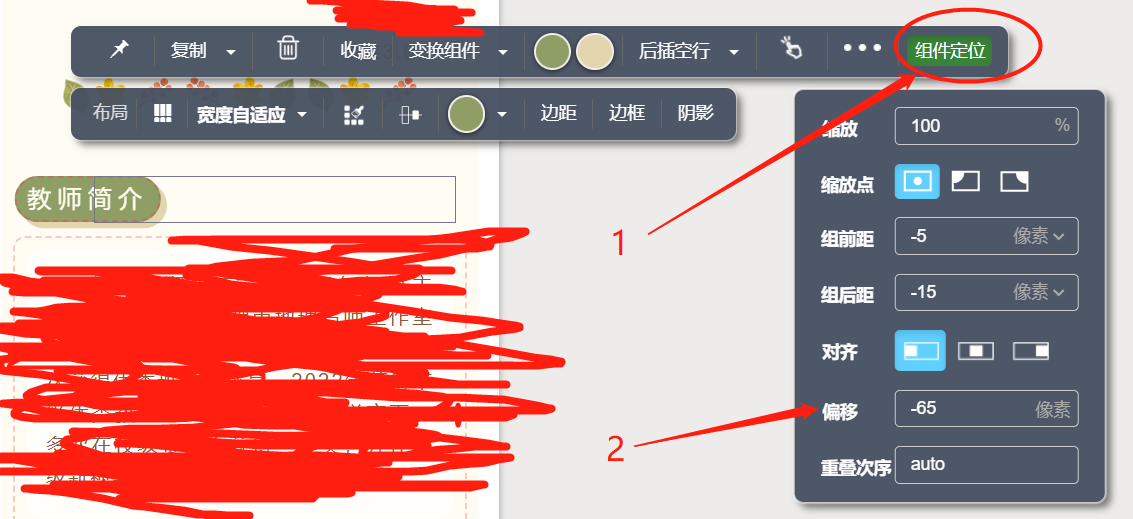 复制
收藏
变换组件
后插空行
组件定位
布局
宽度自适应
边距
边框
阴影
缩放
100
%
缩放点
教师简介
1
组前距
-5
像素
组后距
-15
像素
对齐
偏移
-65
像素
2
重叠次序
auto